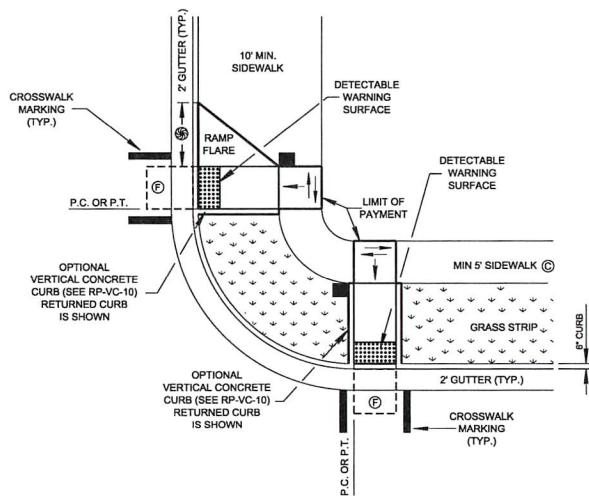 2' GUTTER (TYP.)
10' MIN.
SIDEWALK
DETECTABLE
WARNING
SURFACE
CROSSWALK
MARKING
(TYP.)
RAMP
FLARE
DETECTABLE
WARNING
SURFACE
F
P.C. OR P.T.
LIMIT OF
PAYMENT
OPTIONAL
VERTICAL CONCRETE
CURB (SEE RP-VC-10)
RETURNED CURB
IS SHOWN
MIN 5' SIDEWALK C
GRASS STRIP
6" CURB
OPTIONAL
VERTICAL CONCRETE
CURB (SEE RP-VC-10)
RETURNED CURB
IS SHOWN
2' GUTTER (TYP.)
F
CROSSWALK
MARKING
(TYP.)
P.C. OR P.T.